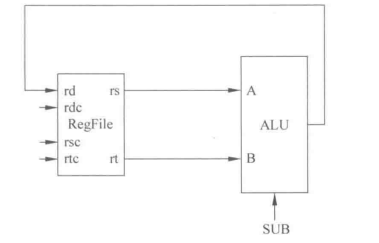 rd rs
rdc
RegFile
rsc
rtc rt
A
ALU
B
SUB